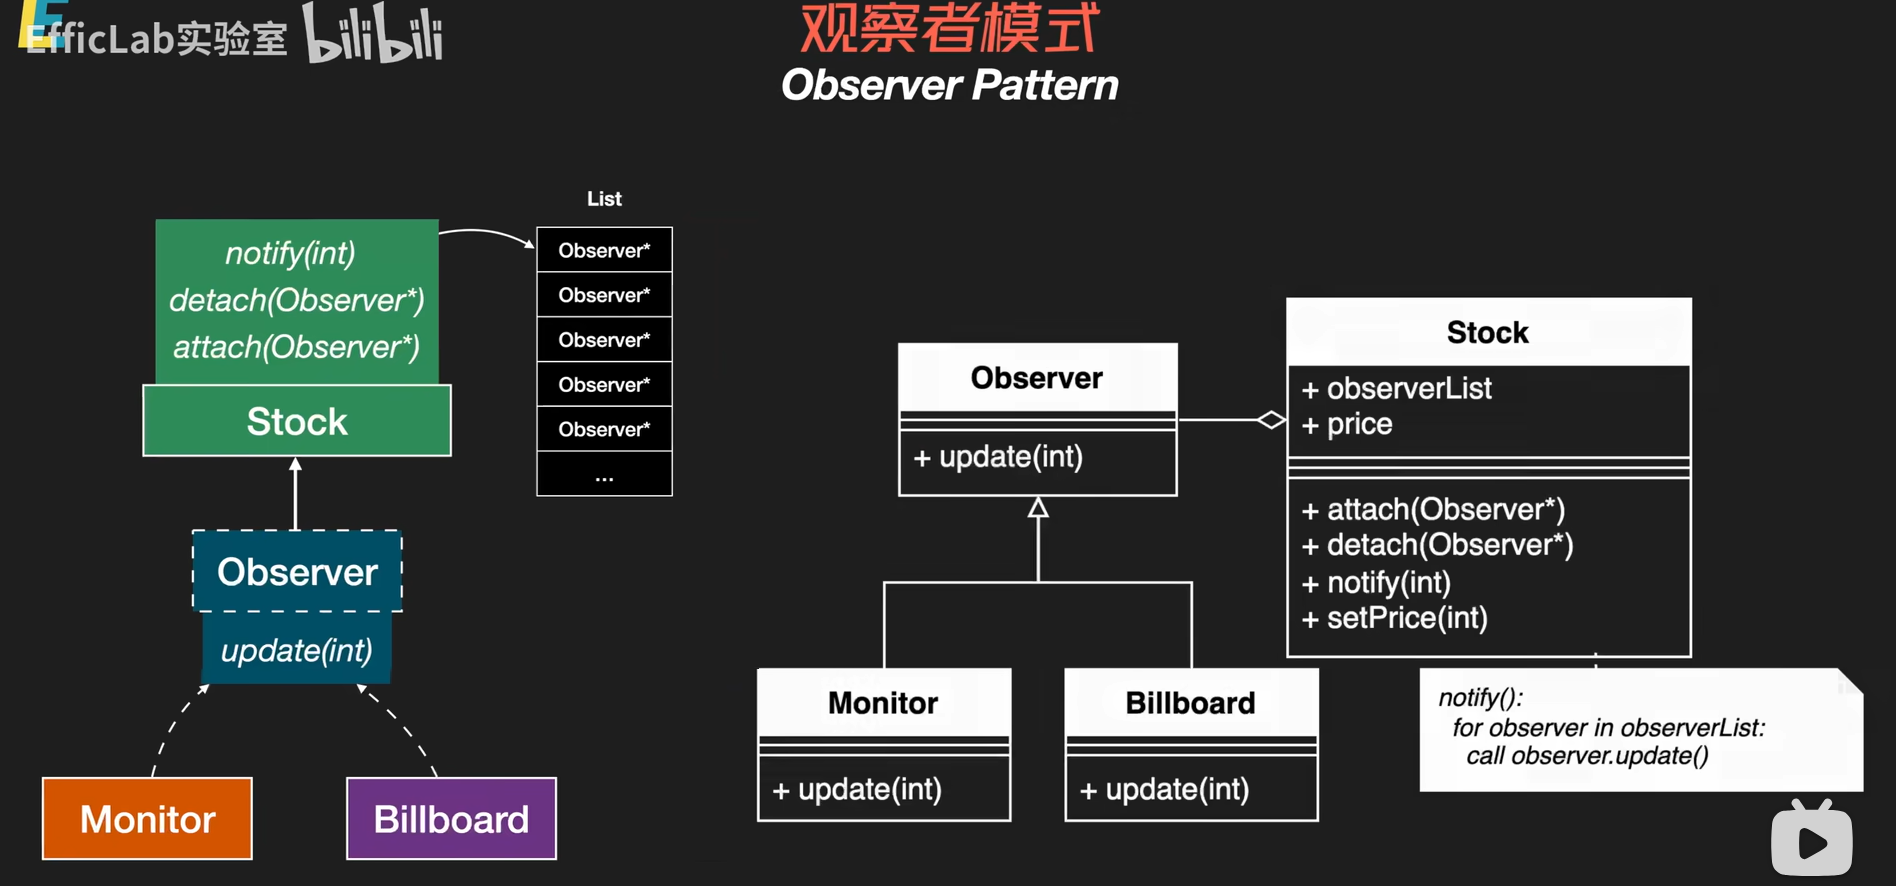 EfficLab实验室 bilibili
观察者模式
Observer Pattern
List
notify(int)
detach(Observer*)
attach(Observer*)
Stock
Observer*
Observer*
Observer*
Observer*
Observer*
...
Observer
update(int)
Monitor
Billboard
Observer
+ update(int)
Stock
+ observerList
+ price
+ attach(Observer*)
+ detach(Observer*)
+ notify(int)
+ setPrice(int)
Monitor
+ update(int)
Billboard
+ update(int)
notify():
for observer in observerList:
call observer.update()